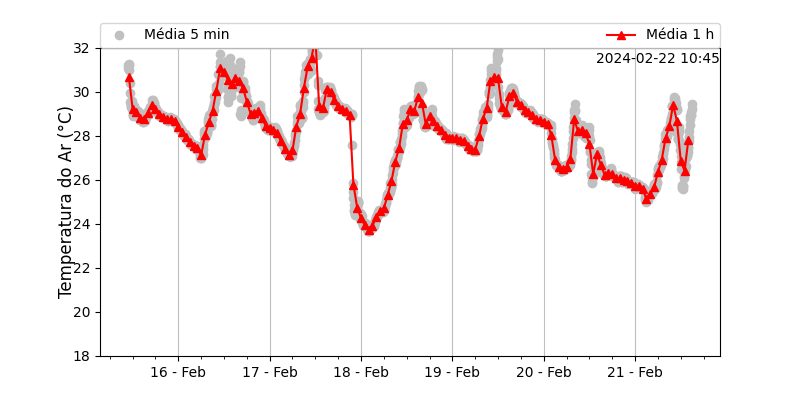 Média 5 min
Média 1 h
2024-02-22 10:45
Temperatura do Ar (°C)
32
30
28
26
24
22
20
18
16 - Feb
17 - Feb
18 - Feb
19 - Feb
20 - Feb
21 - Feb